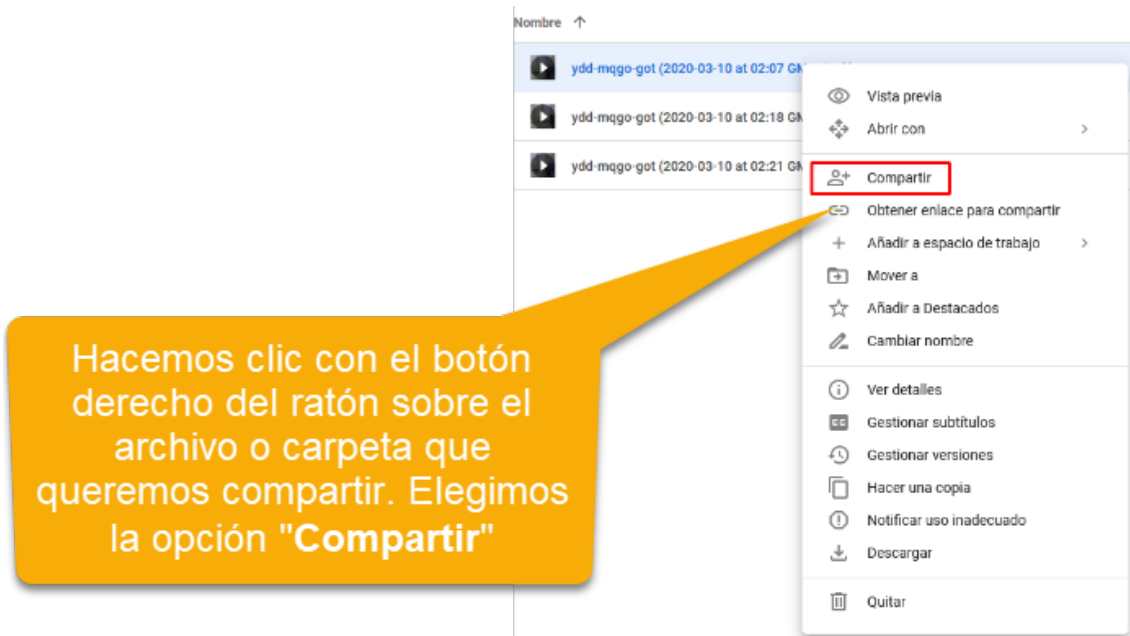 Nombre ↑
ydd-mqgo-got (2020-03-10 at 02:07
ydd-mqgo-got (2020-03-10 at 02:18
ydd-mqgo-got (2020-03-10 at 02:21
Vista previa
Abrir con
Compartir
Obtener enlace para compartir
Añadir a espacio de trabajo
Mover a
Añadir a Destacados
Cambiar nombre
Ver detalles
Gestionar subtítulos
Gestionar versiones
Hacer una copia
Notificar uso inadecuado
Descargar
Quitar
Hacemos clic con el botón
derecho del ratón sobre el
archivo o carpeta que
queremos compartir. Elegimos
la opción "Compartir"